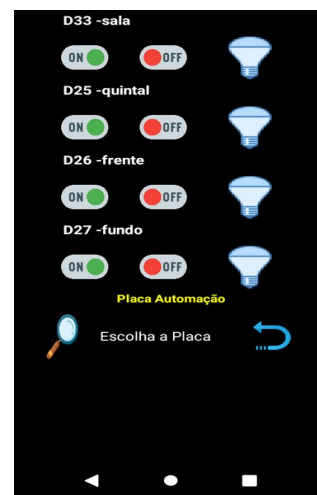 D33 -sala
ON OFF
D25 -quintal
ON OFF
D26 -frente
ON OFF
D27 -fundo
ON OFF
Placa Automação
Escolha a Placa